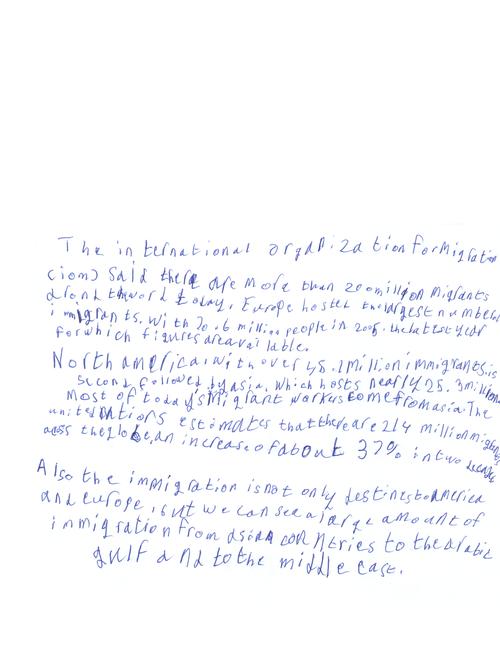 The international organization for Migration
(iom) said there are more than 200 million migrants
around the world today. Europe hosted the largest number
immigrants, with 70.6 million people in 2005. the latest year
for which figures are available.
North america, with over 45.1 million immigrants, is
second, followed by asia, which hosts nearly 25.3 million.
Most of today's migrant workers come from asia. The
united nations estimates that there are 214 million migrants
across the globe, an increase of about 37% in two decades
Also the immigration is not only destines to America
and europe, but we can see a large amount of
immigration from asian countries to the arabic
gulf and to the middle east.